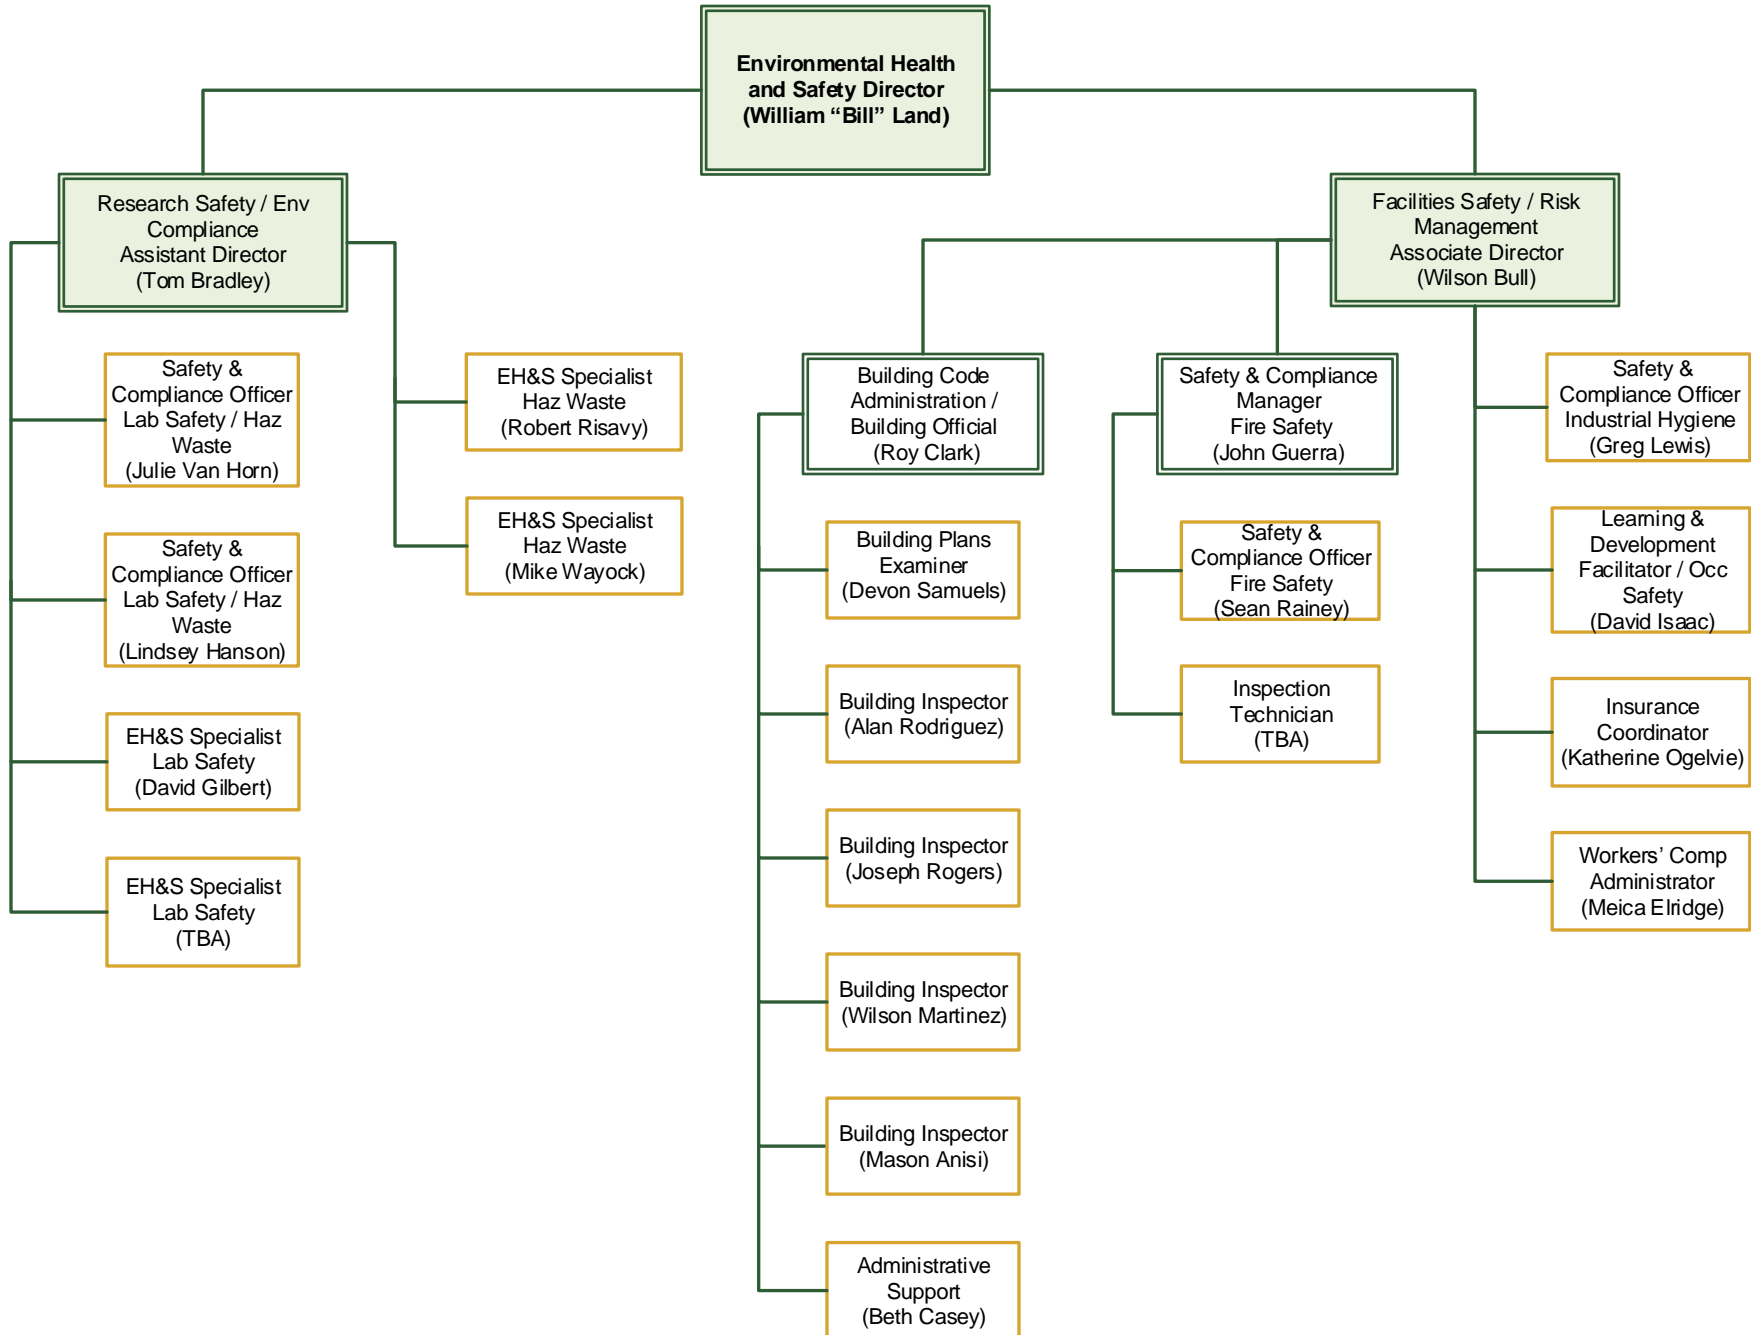 Environmental Health
and Safety Director
(William “Bill” Land)
Research Safety / Env
Compliance
Assistant Director
(Tom Bradley)
Facilities Safety / Risk
Management
Associate Director
(Wilson Bull)
Safety &
Compliance Officer
Lab Safety / Haz
Waste
(Julie Van Horn)
Safety &
Compliance Officer
Lab Safety / Haz
Waste
(Lindsey Hanson)
EH&S Specialist
Lab Safety
(David Gilbert)
EH&S Specialist
Lab Safety
(TBA)
EH&S Specialist
Haz Waste
(Robert Risavy)
EH&S Specialist
Haz Waste
(Mike Wayock)
Building Code
Administration /
Building Official
(Roy Clark)
Building Plans
Examiner
(Devon Samuels)
Building Inspector
(Alan Rodriguez)
Building Inspector
(Joseph Rogers)
Building Inspector
(Wilson Martinez)
Building Inspector
(Mason Anisi)
Administrative
Support
(Beth Casey)
Safety & Compliance
Manager
Fire Safety
(John Guerra)
Safety &
Compliance Officer
Fire Safety
(Sean Rainey)
Inspection
Technician
(TBA)
Safety &
Compliance Officer
Industrial Hygiene
(Greg Lewis)
Learning &
Development
Facilitator / Occ
Safety
(David Isaac)
Insurance
Coordinator
(Katherine Ogelvie)
Workers’ Comp
Administrator
(Meica Elridge)